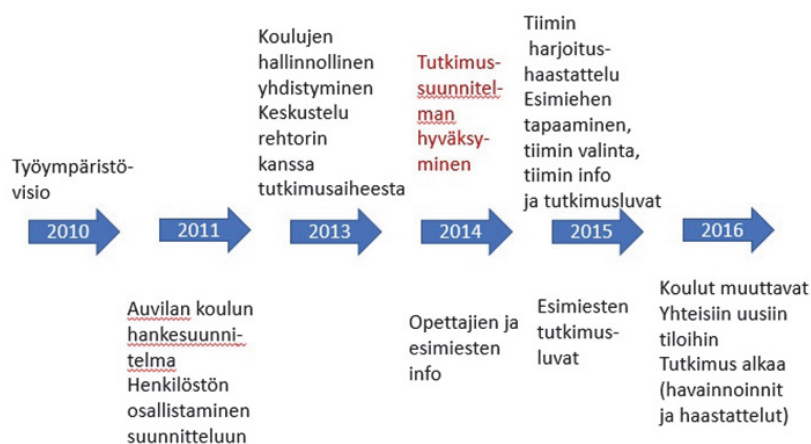 Työympäristö-
visio
Koulujen
hallinnollinen
yhdistyminen
Keskustelu
rehtorin
kanssa
tutkimusaiheesta
Tutkimus-
suunnitel-
man
hyväksy-
minen
Tiimin
harjoitus-
haastattelu
Esimiehen
tapaaminen,
tiimin valinta,
tiimin info
ja tutkimusluvat
2010
2011
2013
2014
2015
2016
Auvilan koulun
hankesuunni-
telma
Henkilöstön
osallistaminen
suunnitteluun
Opettajien ja
esimiesten
info
Esimiesten
tutkimus-
luvat
Koulut muuttavat
Yhteisiin uusiin
tiloihin
Tutkimus alkaa
(havainnoinnit
ja haastattelut)